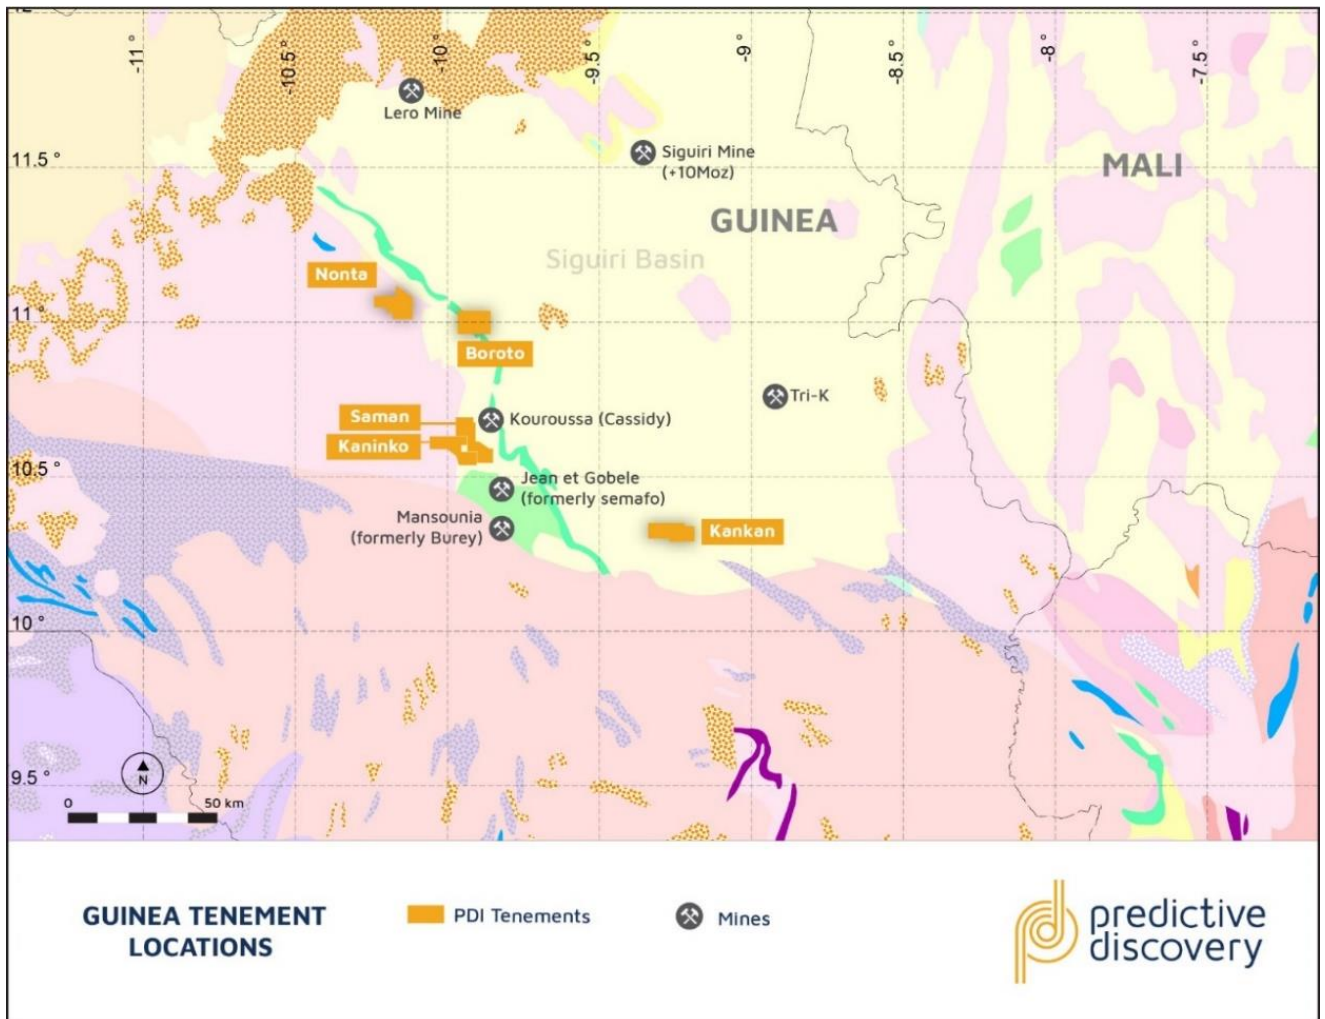 12 °
-11 °
-10.5 °
-10 °
-9.5 °
-9 °
-8.5 °
-8 °
-7.5 °
Lero Mine
11.5 °
Siguiri Mine
(+10Moz)
MALI
GUINEA
Siguiri Basin
Nonta
11 °
Boroto
Tri-K
Saman
Kouroussa (Cassidy)
Kaninko
10.5 °
Jean et Gobele
(formerly semafo)
Mansounia
(formerly Burey)
Kankan
10 °
9.5 °
N
0
50 km
GUINEA TENEMENT
LOCATIONS
PDI Tenements
Mines
predictive
discovery